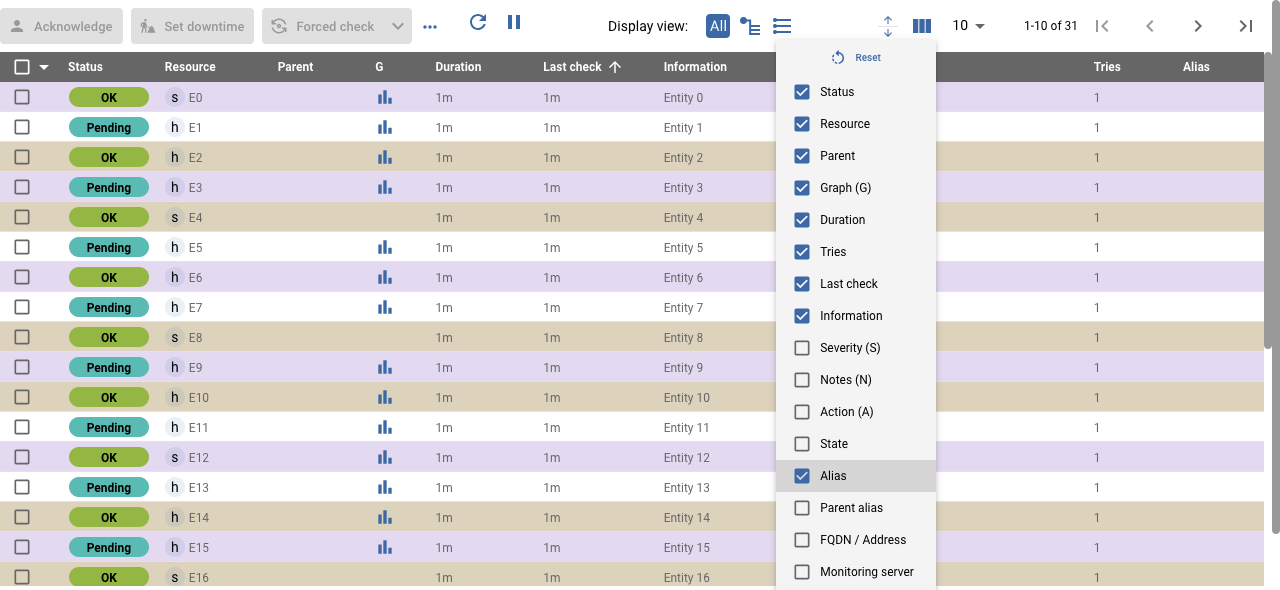 Acknowledge Set downtime Forced check Display view: All 10 1-10 of 31
Status Resource Parent G Duration Last check Information Tries Alias
OK s E0 1m 1m Entity 0 1
Pending h E1 1m 1m Entity 1 1
OK h E2 1m 1m Entity 2 1
Pending h E3 1m 1m Entity 3 1
OK s E4 1m 1m Entity 4 1
Pending h E5 1m 1m Entity 5 1
OK h E6 1m 1m Entity 6 1
Pending h E7 1m 1m Entity 7 1
OK s E8 1m 1m Entity 8 1
Pending h E9 1m 1m Entity 9 1
OK h E10 1m 1m Entity 10 1
Pending h E11 1m 1m Entity 11 1
OK s E12 1m 1m Entity 12 1
Pending h E13 1m 1m Entity 13 1
OK h E14 1m 1m Entity 14 1
Pending h E15 1m 1m Entity 15 1
OK s E16 1m 1m Entity 16 1
Reset
Status
Resource
Parent
Graph (G)
Duration
Tries
Last check
Information
Severity (S)
Notes (N)
Action (A)
State
Alias
Parent alias
FQDN / Address
Monitoring server